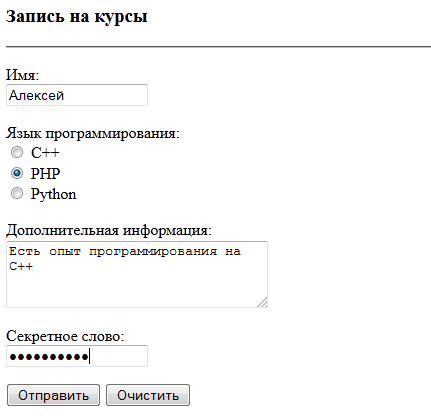 Запись на курсы
Имя:
Алексей
Язык программирования:
C++
PHP
Python
Дополнительная информация:
Есть опыт программирования на
C++
Секретное слово:
●●●●●●●●●●
Отправить Очистить